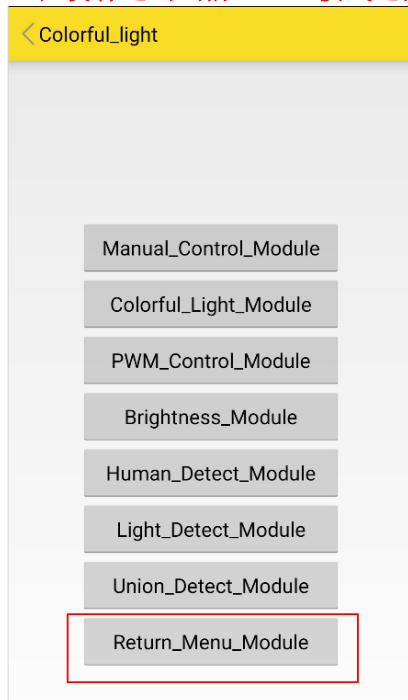 Colorful_light
Manual_Control_Module
Colorful_Light_Module
PWM_Control_Module
Brightness_Module
Human_Detect_Module
Light_Detect_Module
Union_Detect_Module
Return_Menu_Module